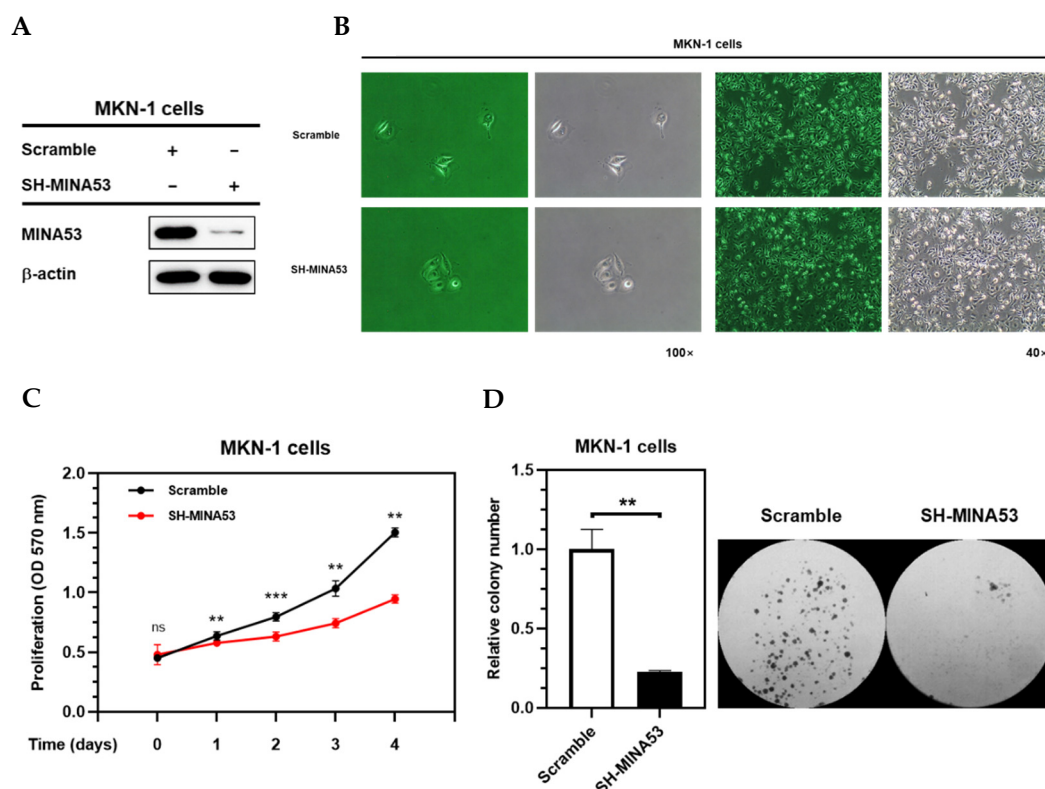 A
MKN-1 cells
Scramble + –
SH-MINA53 – +
MINA53
β-actin
B
MKN-1 cells
Scramble
SH-MINA53
100×
40×
C
MKN-1 cells
Proliferation (OD 570 nm)
2.0
1.5
1.0
0.5
0.0
Scramble
SH-MINA53
ns
**
***
**
**
Time (days) 0 1 2 3 4
D
MKN-1 cells
Relative colony number
1.5
1.0
0.5
0.0
**
Scramble
SH-MINA53
Scramble SH-MINA53